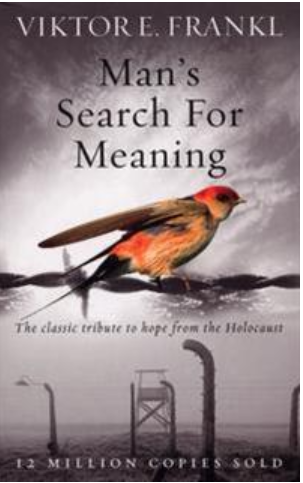 VIKTOR E. FRANKL
Man's
Search For
Meaning
The classic tribute to hope from the Holocaust
12 MILLION COPIES SOLD